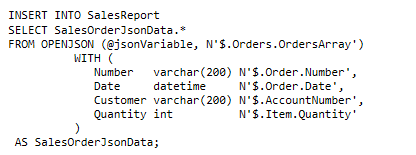 INSERT INTO SalesReport
SELECT SalesOrderJsonData.*
FROM OPENJSON (@jsonVariable, N'$.Orders.OrdersArray')
WITH (
Number varchar(200) N'$.Order.Number',
Date datetime N'$.Order.Date',
Customer varchar(200) N'$.AccountNumber',
Quantity int N'$.Item.Quantity'
)
AS SalesOrderJsonData;